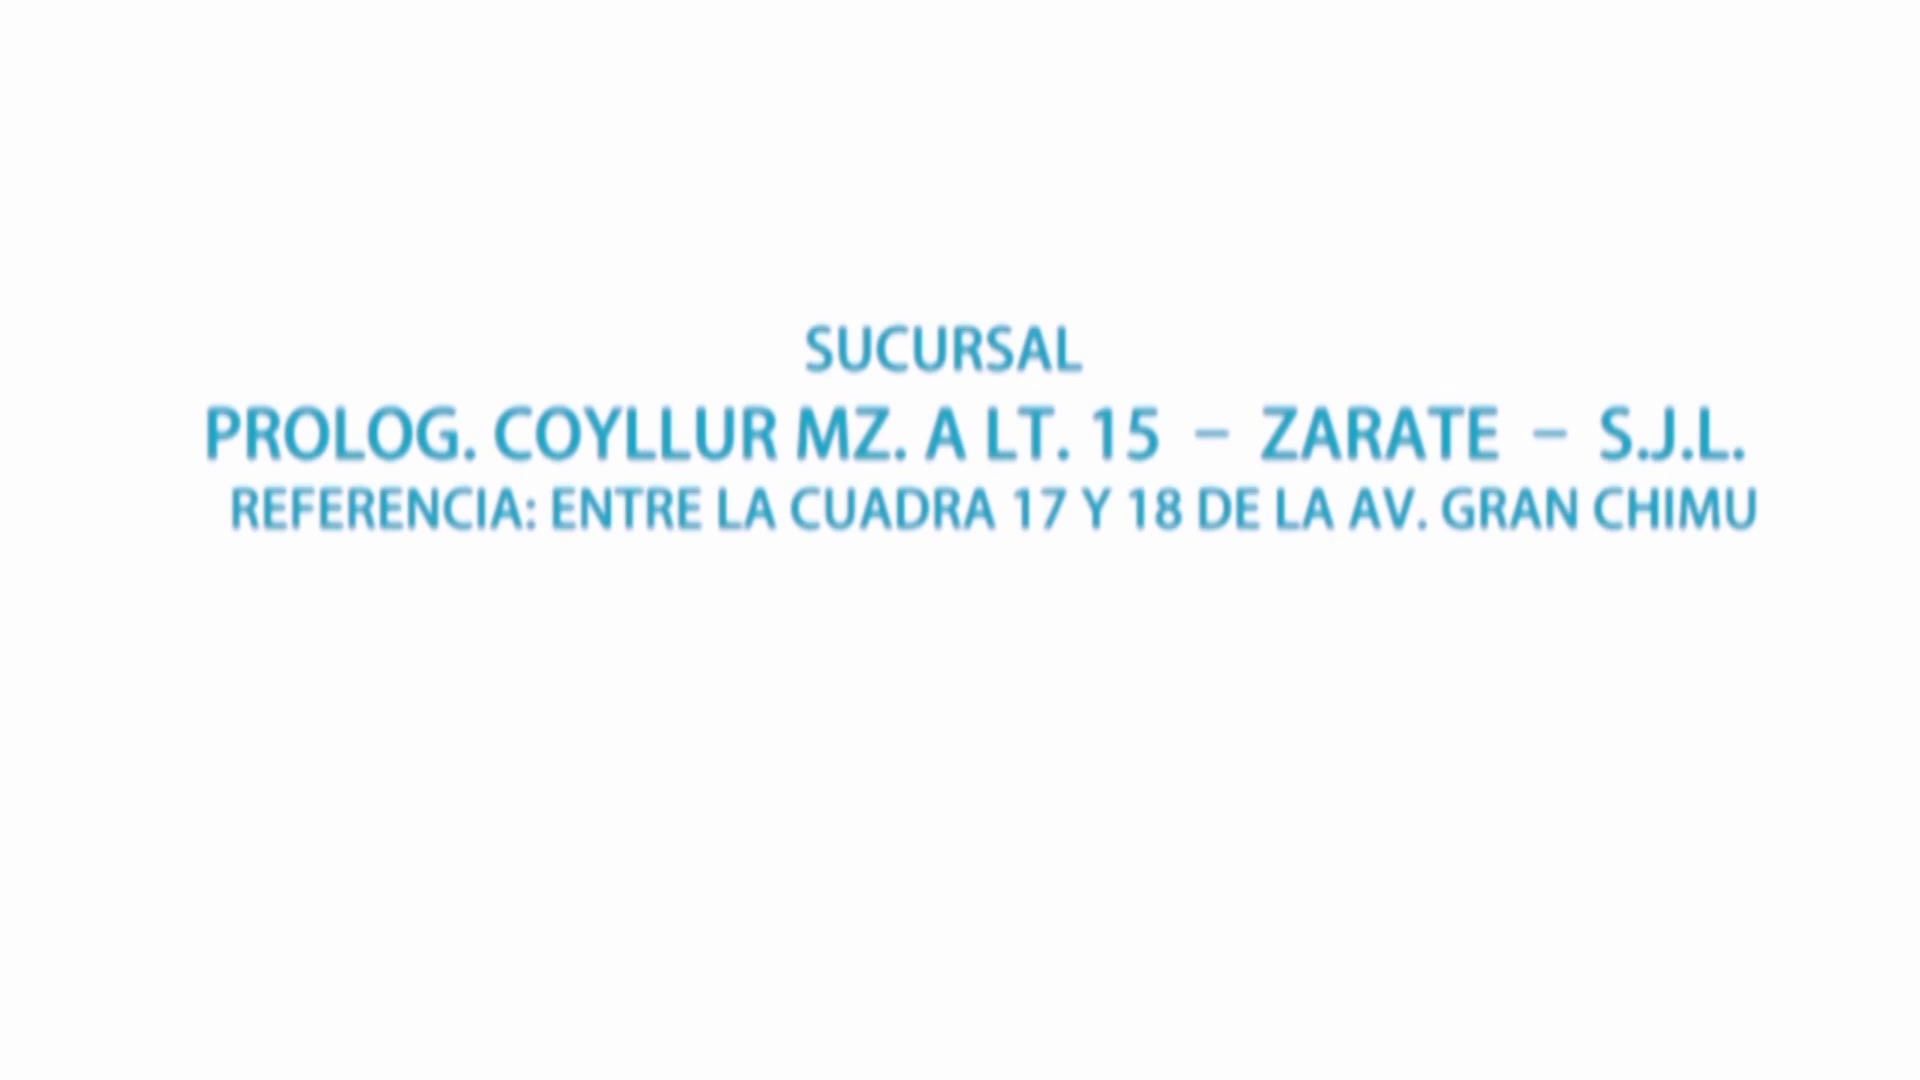 SUCURSAL
PROLOG. COYLLUR MZ. A LT. 15 – ZARATE – S.J.L.
REFERENCIA: ENTRE LA CUADRA 17 Y 18 DE LA AV. GRAN CHIMU